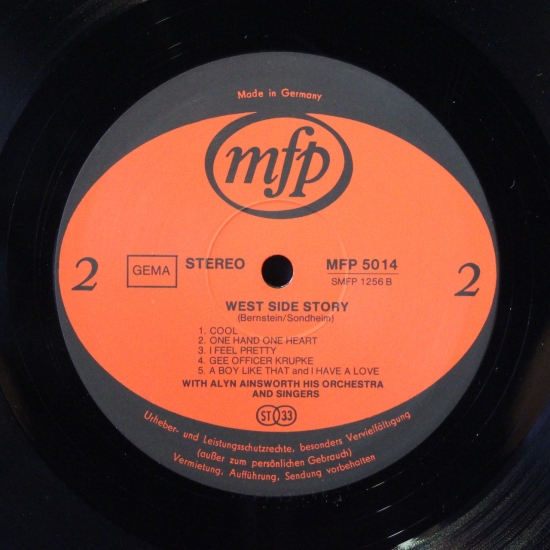 Made in Germany
mfp
2
GEMA
STEREO
MFP 5014
SMFP 1256 B
2
WEST SIDE STORY
(Bernstein/Sondheim)
1. COOL
2. ONE HAND ONE HEART
3. I FEEL PRETTY
4. GEE OFFICER KRUPKE
5. A BOY LIKE THAT and I HAVE A LOVE
WITH ALYN AINSWORTH HIS ORCHESTRA
AND SINGERS
ST 33
Urheber- und Leistungsschutzrechte, besonders Vervielfältigung
(außer zum persönlichen Gebrauch)
Vermietung, Aufführung, Sendung vorbehalten